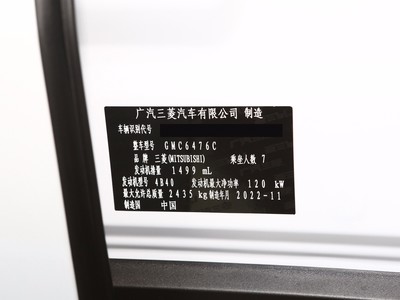 广汽三菱汽车有限公司 制造
车辆识别代号
整车型号 GMC6476C
品 牌 三菱(MITSUBISHI) 乘坐人数 7
发动机排量 1499 mL
发动机型号 4B40 发动机最大净功率 120 kW
最大允许总质量 2435 kg 制造年月 2022-11
制造国 中国